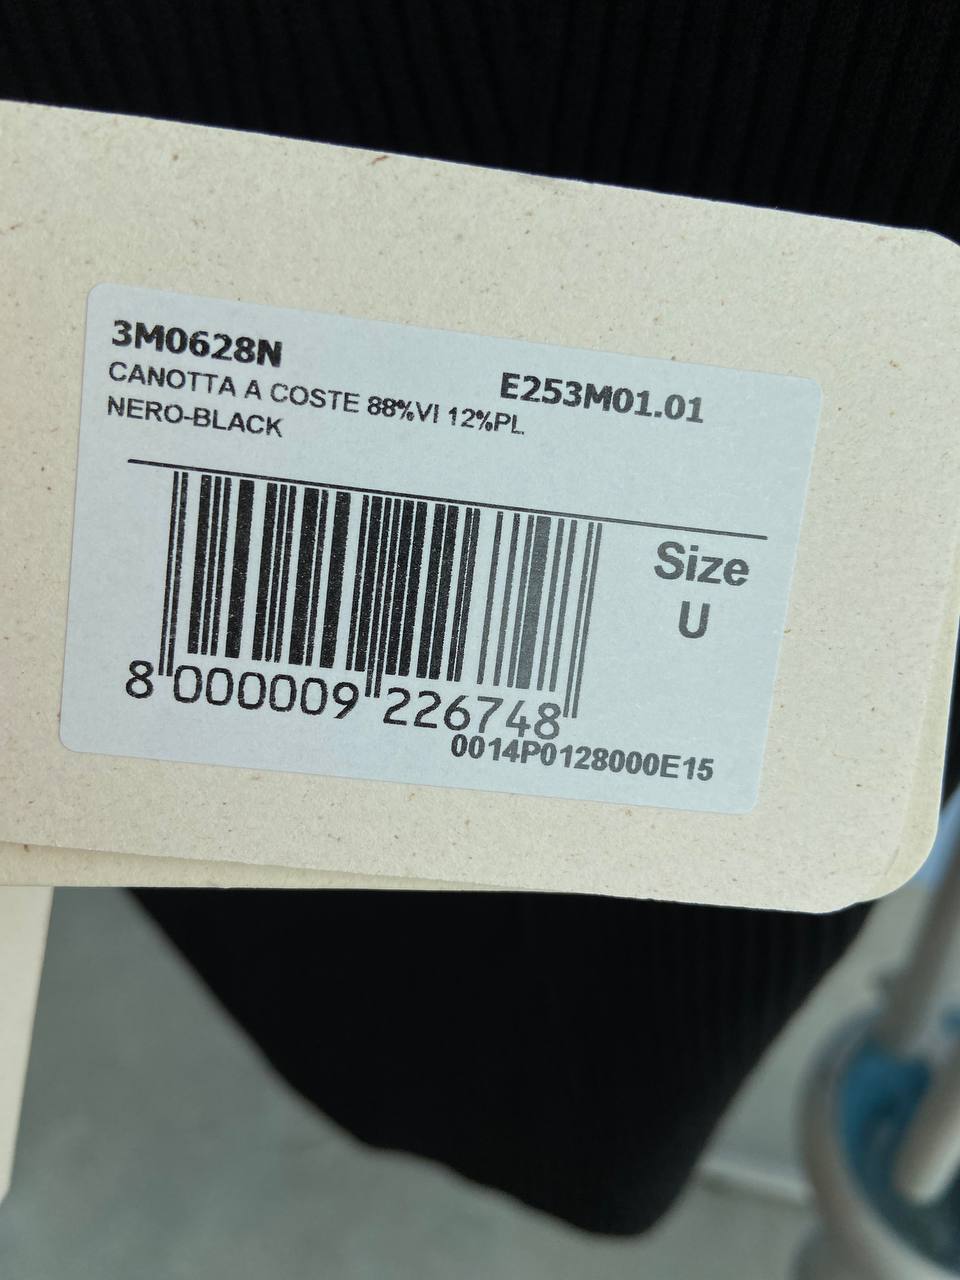 3M0628N
E253M01.01
CANOTTA A COSTE 88%VI 12%PL
NERO-BLACK
Size
U
8 000009 226748
0014P0128000E15